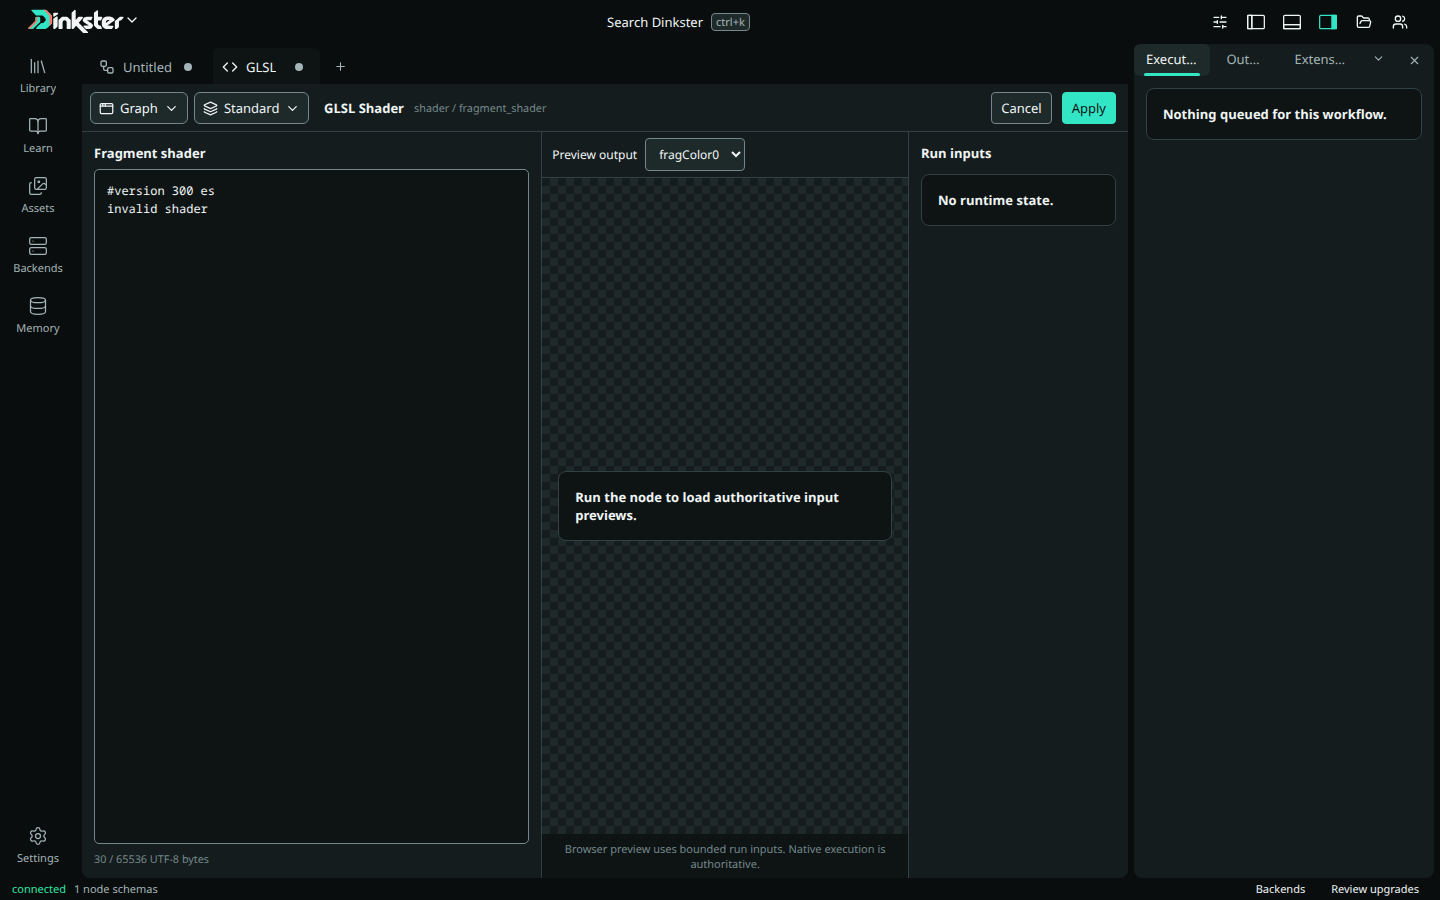 Dinkster
Search Dinkster ctrl+k
Library
Learn
Assets
Backends
Memory
Settings
Untitled
GLSL
Graph
Standard
GLSL Shader shader / fragment_shader
Cancel
Apply
Fragment shader
#version 300 es
invalid shader
30 / 65536 UTF-8 bytes
Preview output fragColor0
Run the node to load authoritative input
previews.
Browser preview uses bounded run inputs. Native execution is
authoritative.
Run inputs
No runtime state.
Execut... Out... Extens...
Nothing queued for this workflow.
connected 1 node schemas
Backends Review upgrades